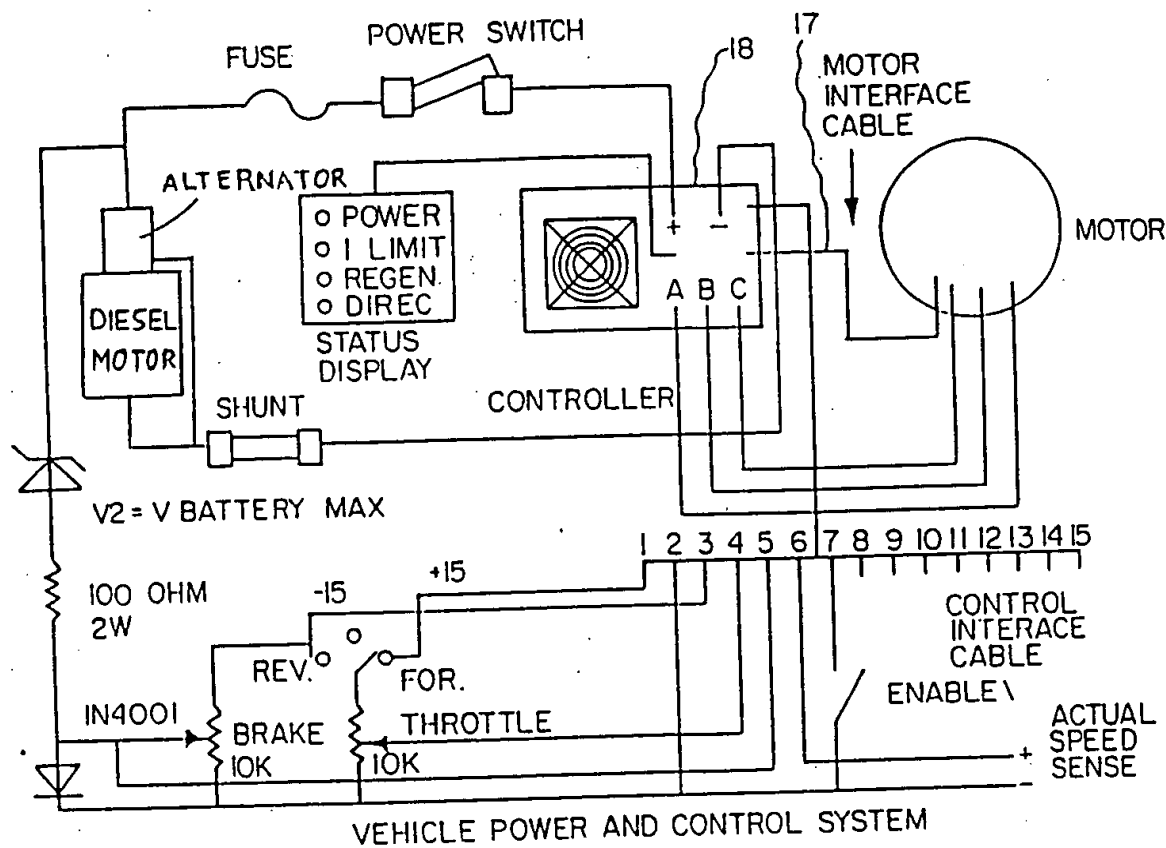 POWER SWITCH
FUSE
17
18
MOTOR
INTERFACE
CABLE
ALTERNATOR
POWER
I LIMIT
REGEN.
DIREC
STATUS
DISPLAY
+ −
A B C
MOTOR
DIESEL
MOTOR
SHUNT
CONTROLLER
V2 = V BATTERY MAX
1 2 3 4 5 6 7 8 9 10 11 12 13 14 15
100 OHM
2W
-15
+15
CONTROL
INTERACE
CABLE
REV.
FOR.
ENABLE\
IN4001
BRAKE
10K
THROTTLE
10K
ACTUAL
SPEED
SENSE
+
−
VEHICLE POWER AND CONTROL SYSTEM